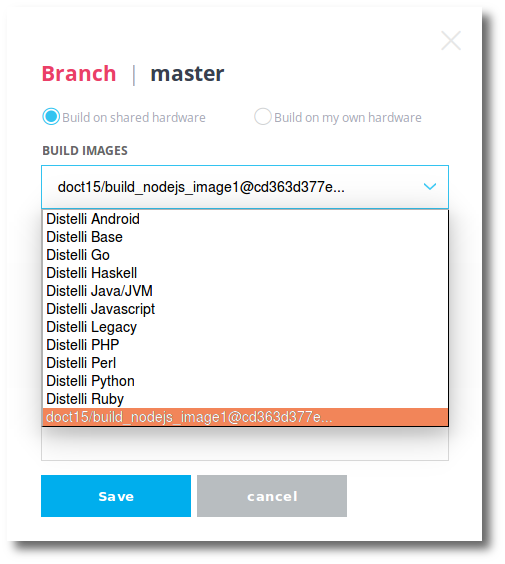 Branch | master
Build on shared hardware Build on my own hardware
BUILD IMAGES
doct15/build_nodejs_image1@cd363d377e...
Distelli Android
Distelli Base
Distelli Go
Distelli Haskell
Distelli Java/JVM
Distelli Javascript
Distelli Legacy
Distelli PHP
Distelli Perl
Distelli Python
Distelli Ruby
doct15/build_nodejs_image1@cd363d377e...
Save cancel